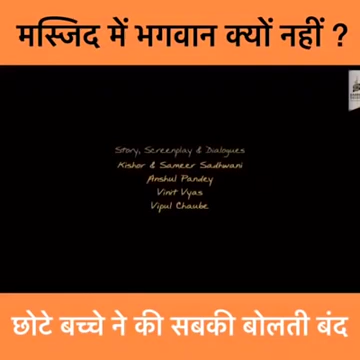 मस्जिद में भगवान क्यों नहीं ?
Story, Screenplay & Dialogues
Kishor & Sameer Sadhwani
Anshul Pandey
Vinit Vyas
Vipul Chaube
छोटे बच्चे ने की सबकी बोलती बंद